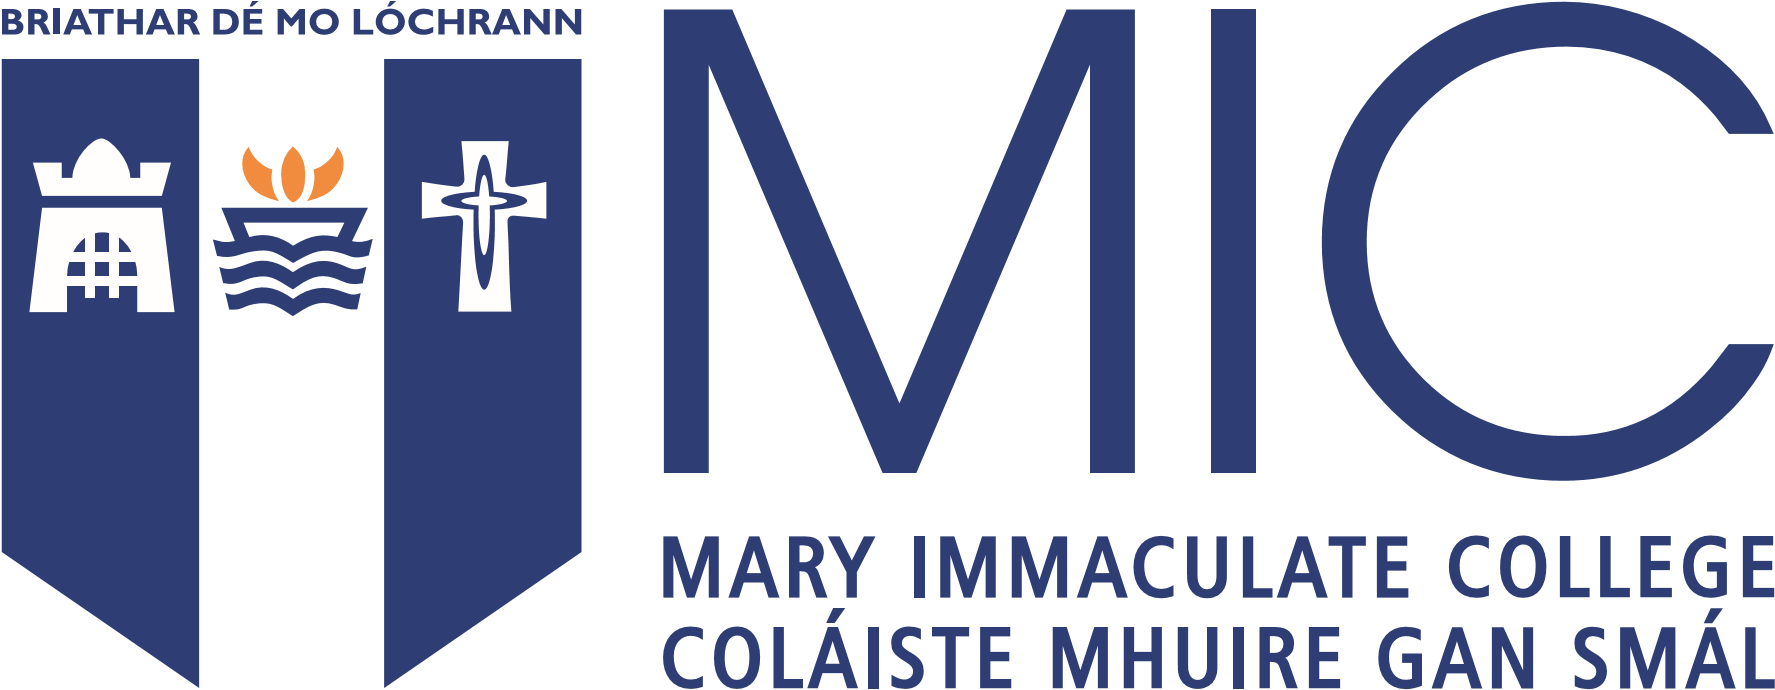 BRIATHAR DÉ MO LÓCHRANN
MIC
MARY IMMACULATE COLLEGE
COLÁISTE MHUIRE GAN SMÁL